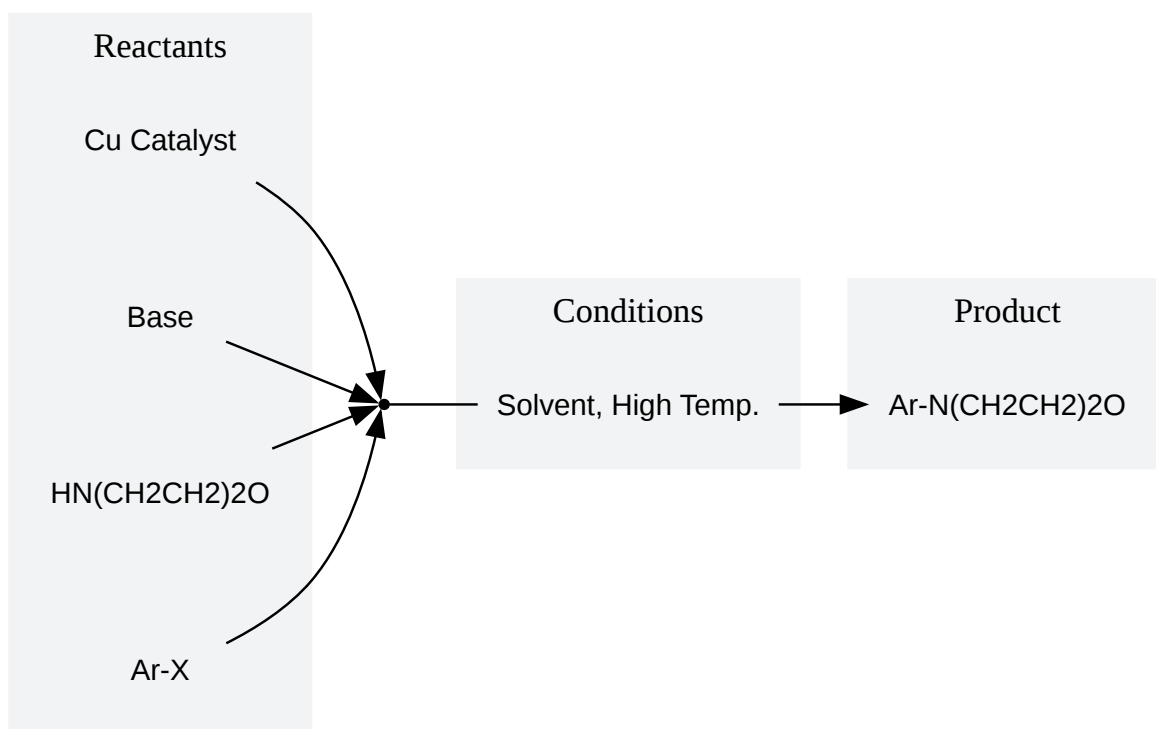 Reactants
Cu Catalyst
Base
HN(CH2CH2)2O
Ar-X
Conditions
Solvent, High Temp.
Product
Ar-N(CH2CH2)2O